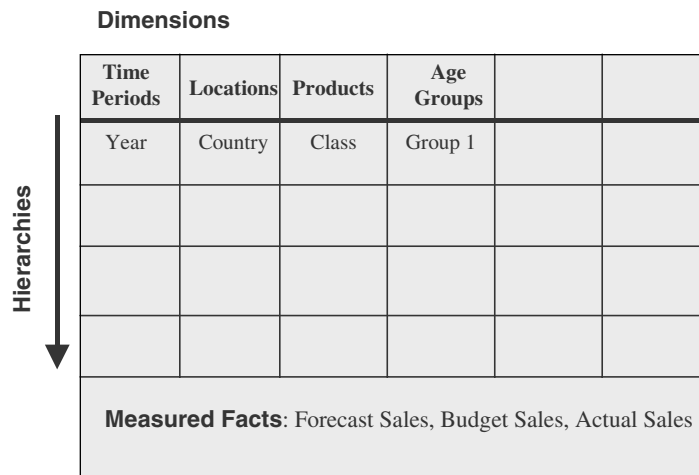 Dimensions
Time Periods Locations Products Age Groups
Year Country Class Group 1
Hierarchies
Measured Facts: Forecast Sales, Budget Sales, Actual Sales